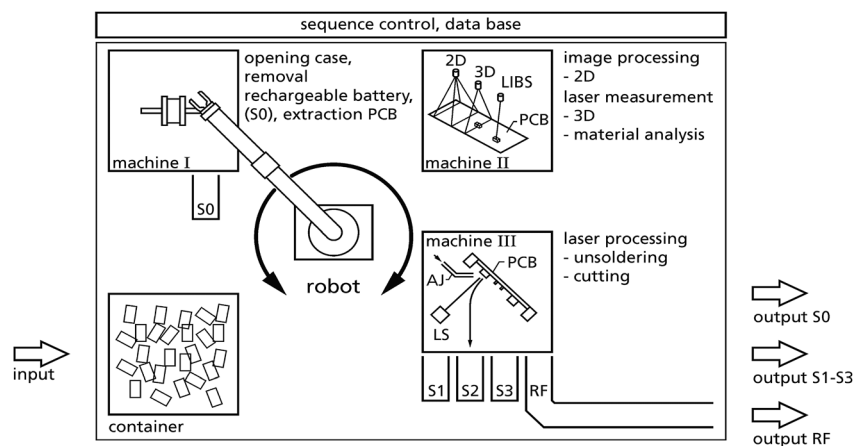 sequence control, data base
opening case,
removal
rechargeable battery,
(S0), extraction PCB
machine I
S0
2D
3D
LIBS
PCB
machine II
image processing
- 2D
laser measurement
- 3D
- material analysis
robot
machine III
PCB
AJ
LS
laser processing
- unsoldering
- cutting
S1
S2
S3
RF
input
container
output S0
output S1-S3
output RF